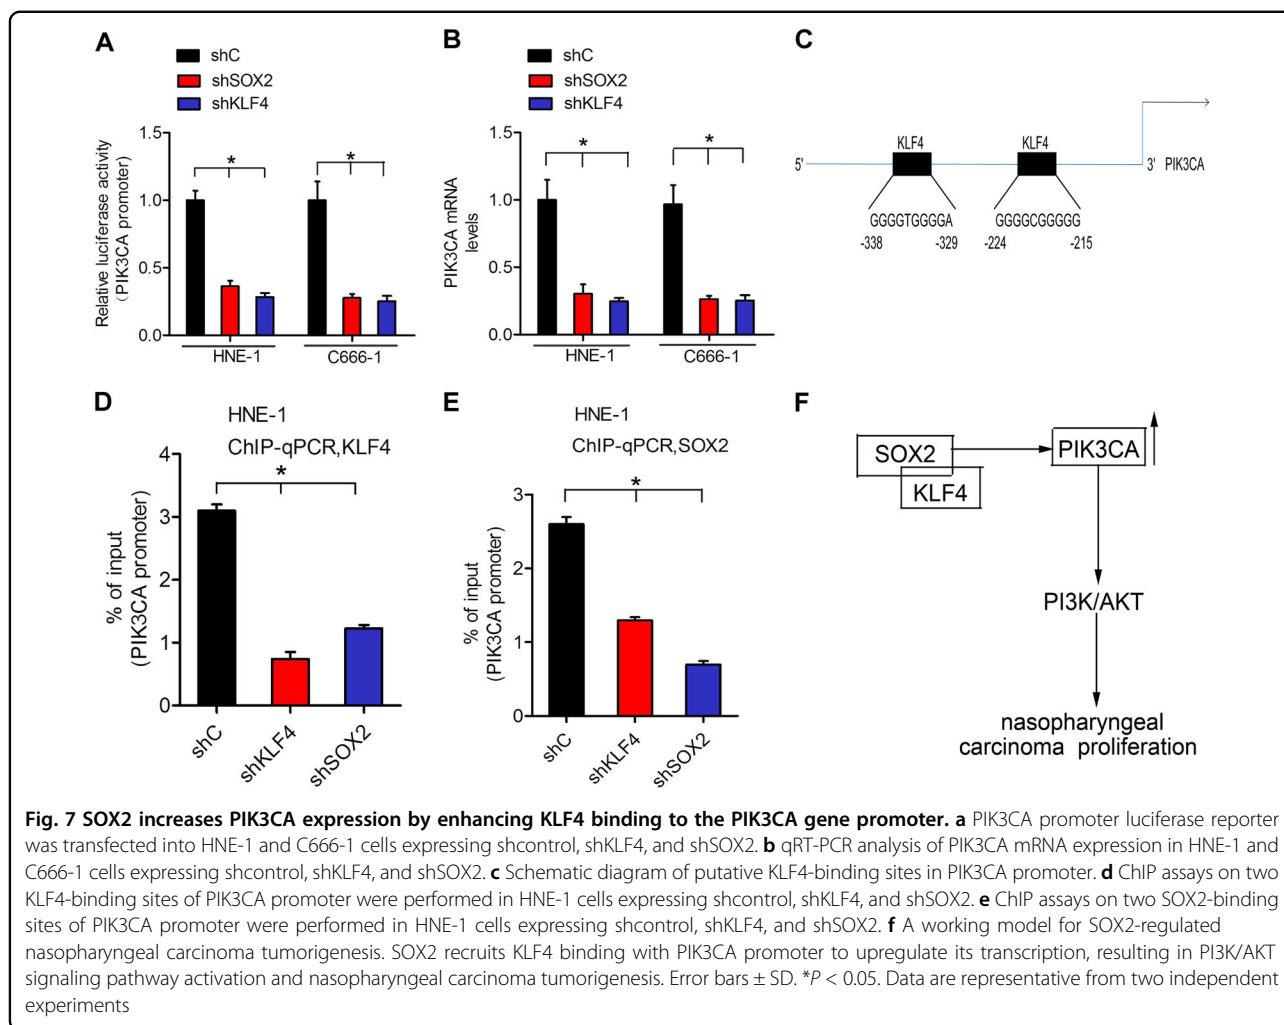 A
shC
shSOX2
shKLF4
Relative luciferase activity
(PIK3CA promoter)
1.5
1.0
0.5
0.0
*
*
HNE-1
C666-1
B
shC
shSOX2
shKLF4
PIK3CA mRNA
levels
1.5
1.0
0.5
0.0
*
*
HNE-1
C666-1
C
KLF4
KLF4
5'
3' PIK3CA
GGGGTGGGGA
GGGGCGGGGG
-338
-329
-224
-215
D
HNE-1
ChIP-qPCR,KLF4
% of input
(PIK3CA promoter)
4
3
2
1
0
*
shC
shKLF4
shSOX2
E
HNE-1
ChIP-qPCR,SOX2
% of input
(PIK3CA promoter)
3
2
1
0
*
shC
shKLF4
shSOX2
F
SOX2
KLF4
PIK3CA
PI3K/AKT
nasopharyngeal
carcinoma proliferation
Fig. 7 SOX2 increases PIK3CA expression by enhancing KLF4 binding to the PIK3CA gene promoter. a PIK3CA promoter luciferase reporter
was transfected into HNE-1 and C666-1 cells expressing shcontrol, shKLF4, and shSOX2. b qRT-PCR analysis of PIK3CA mRNA expression in HNE-1 and
C666-1 cells expressing shcontrol, shKLF4, and shSOX2. c Schematic diagram of putative KLF4-binding sites in PIK3CA promoter. d ChIP assays on two
KLF4-binding sites of PIK3CA promoter were performed in HNE-1 cells expressing shcontrol, shKLF4, and shSOX2. e ChIP assays on two SOX2-binding
sites of PIK3CA promoter were performed in HNE-1 cells expressing shcontrol, shKLF4, and shSOX2. f A working model for SOX2-regulated
nasopharyngeal carcinoma tumorigenesis. SOX2 recruits KLF4 binding with PIK3CA promoter to upregulate its transcription, resulting in PI3K/AKT
signaling pathway activation and nasopharyngeal carcinoma tumorigenesis. Error bars ± SD. *P < 0.05. Data are representative from two independent
experiments